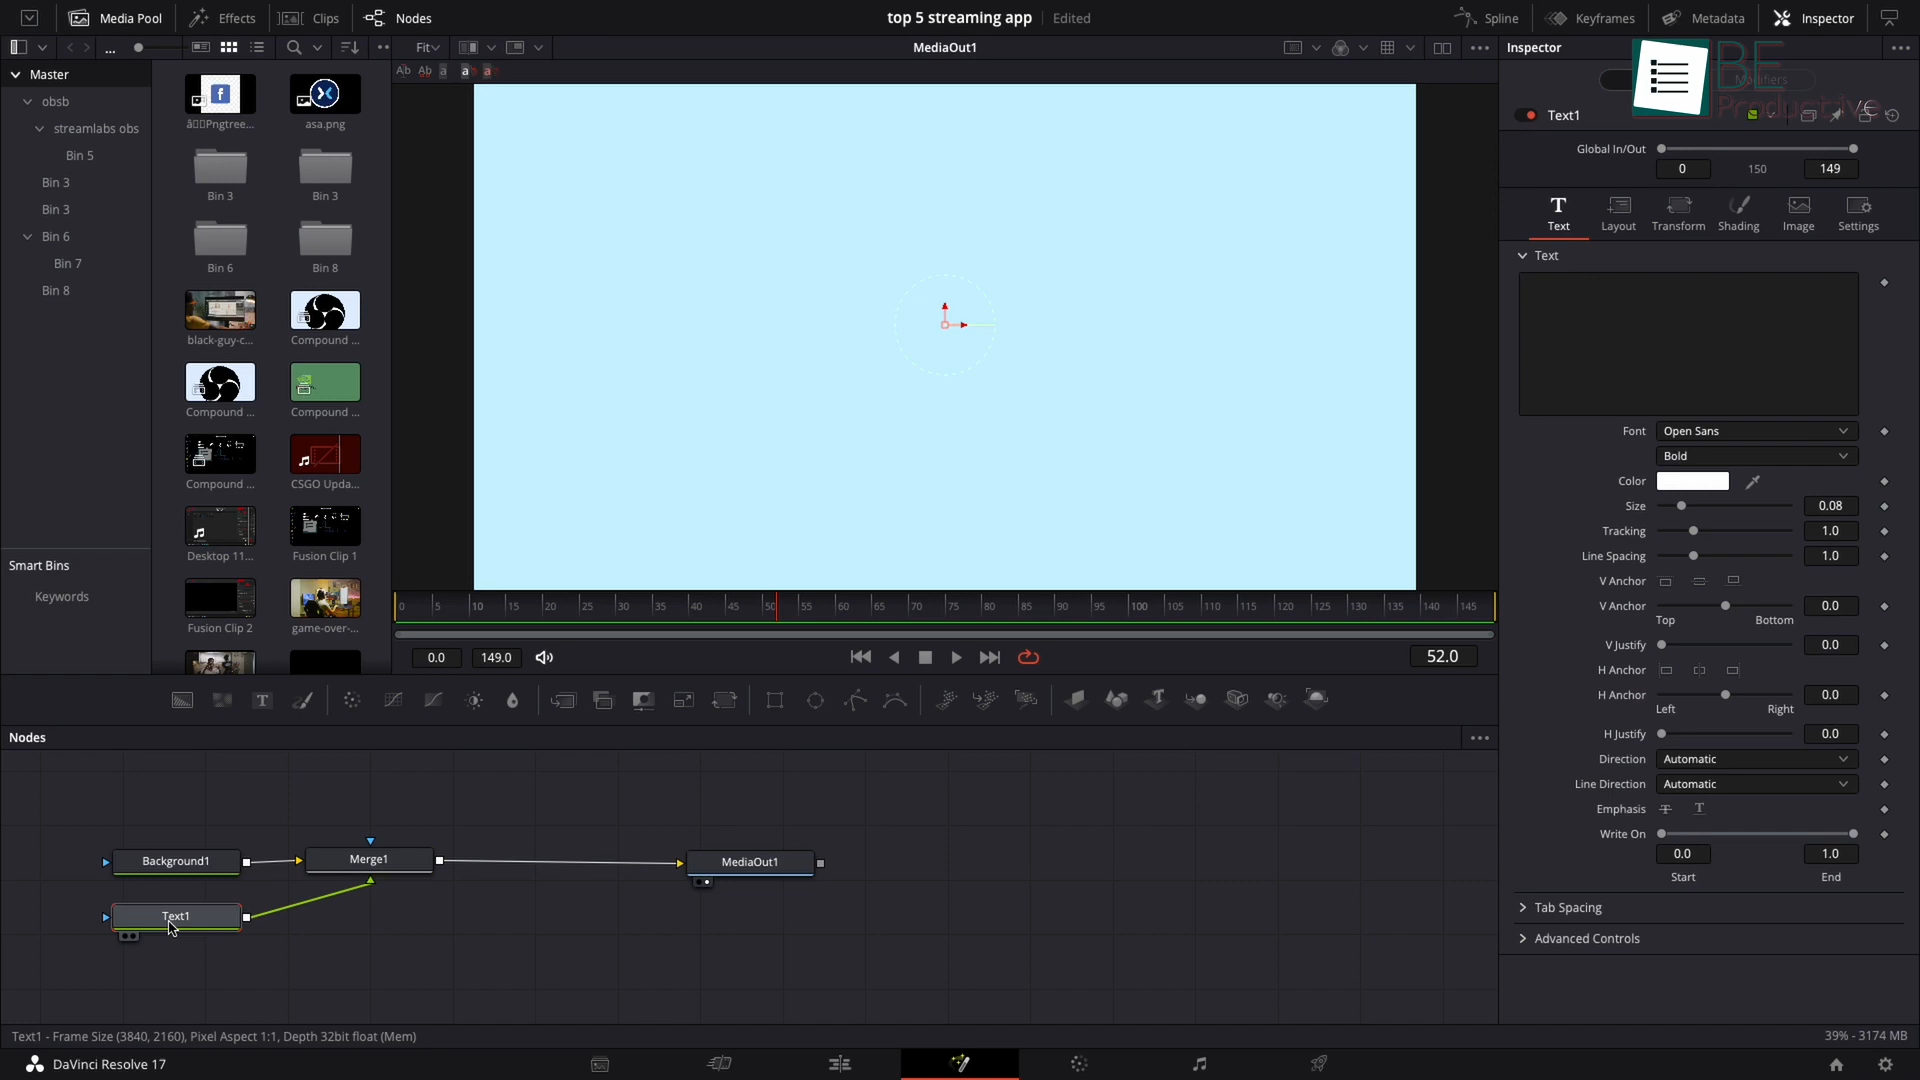 Media Pool
Effects
Clips
Nodes
top 5 streaming app
Edited
Spline
Keyframes
Metadata
Inspector
...
Fit
MediaOut1
Inspector
Master
obsb
streamlabs obs
Bin 5
Bin 3
Bin 3
Bin 6
Bin 7
Bin 8
Smart Bins
Keywords
Pngtree...
asa.png
Bin 3
Bin 3
Bin 6
Bin 8
black-guy-c...
Compound ...
Compound ...
Compound ...
Compound ...
CSGO Upda...
Desktop 11...
Fusion Clip 1
Fusion Clip 2
game-over-...
BE
Productive
Modifiers
Text1
Global In/Out
0
150
149
Text
Layout
Transform
Shading
Image
Settings
Text
Font
Open Sans
Bold
Color
Size
0.08
Tracking
1.0
Line Spacing
1.0
V Anchor
V Anchor
0.0
Top
Bottom
V Justify
0.0
H Anchor
H Anchor
0.0
Left
Right
H Justify
0.0
Direction
Automatic
Line Direction
Automatic
Emphasis
Write On
0.0
1.0
Start
End
Tab Spacing
Advanced Controls
0 5 10 15 20 25 30 35 40 45 50 55 60 65 70 75 80 85 90 95 100 105 110 115 120 125 130 135 140 145
0.0
149.0
52.0
Nodes
Background1
Merge1
MediaOut1
Text1
Text1 - Frame Size (3840, 2160), Pixel Aspect 1:1, Depth 32bit float (Mem)
39% - 3174 MB
DaVinci Resolve 17